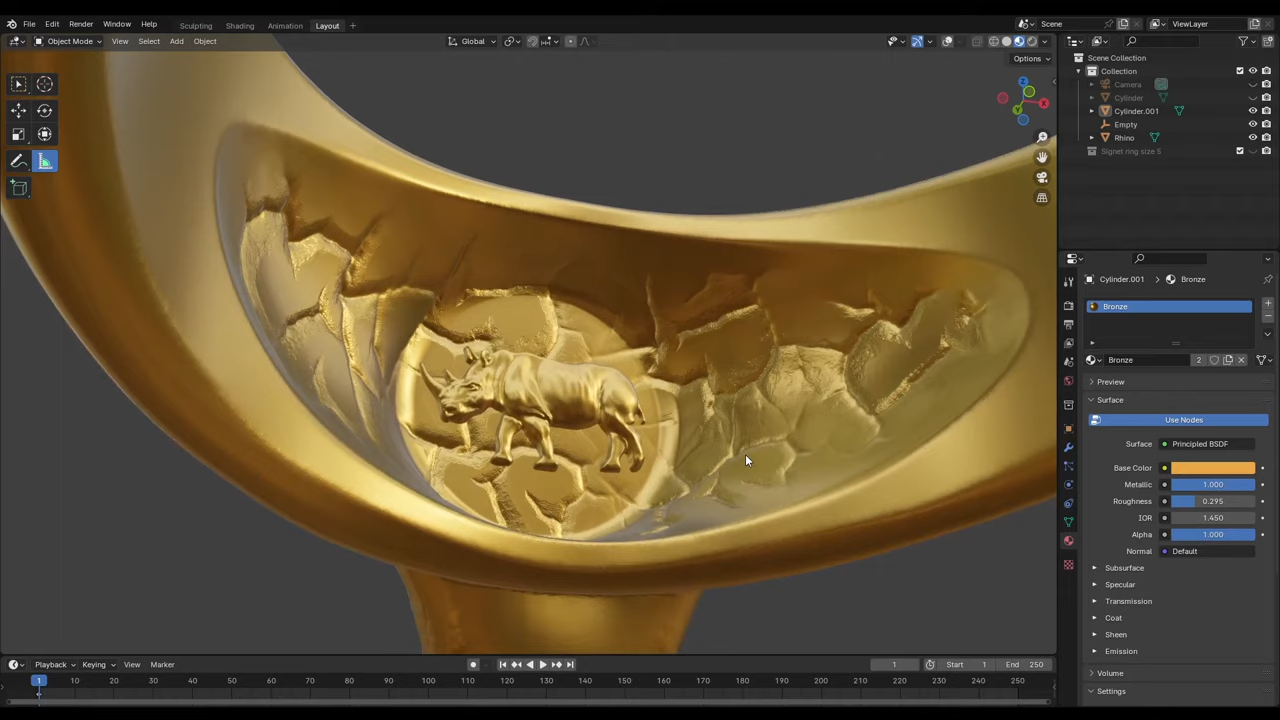 File Edit Render Window Help Sculpting Shading Animation Layout + Scene ViewLayer
Object Mode View Select Add Object Global
Options
Z
X
Y
Scene Collection
Collection
Camera
Cylinder
Cylinder.001
Empty
Rhino
Signet ring size 5
Cylinder.001 > Bronze
Bronze
Bronze 2
Preview
Surface
Use Nodes
Surface Principled BSDF
Base Color
Metallic 1.000
Roughness 0.295
IOR 1.450
Alpha 1.000
Normal Default
Subsurface
Specular
Transmission
Coat
Sheen
Emission
Volume
Settings
Playback Keying View Marker 1 Start 1 End 250
1 10 20 30 40 50 60 70 80 90 100 110 120 130 140 150 160 170 180 190 200 210 220 230 240 250